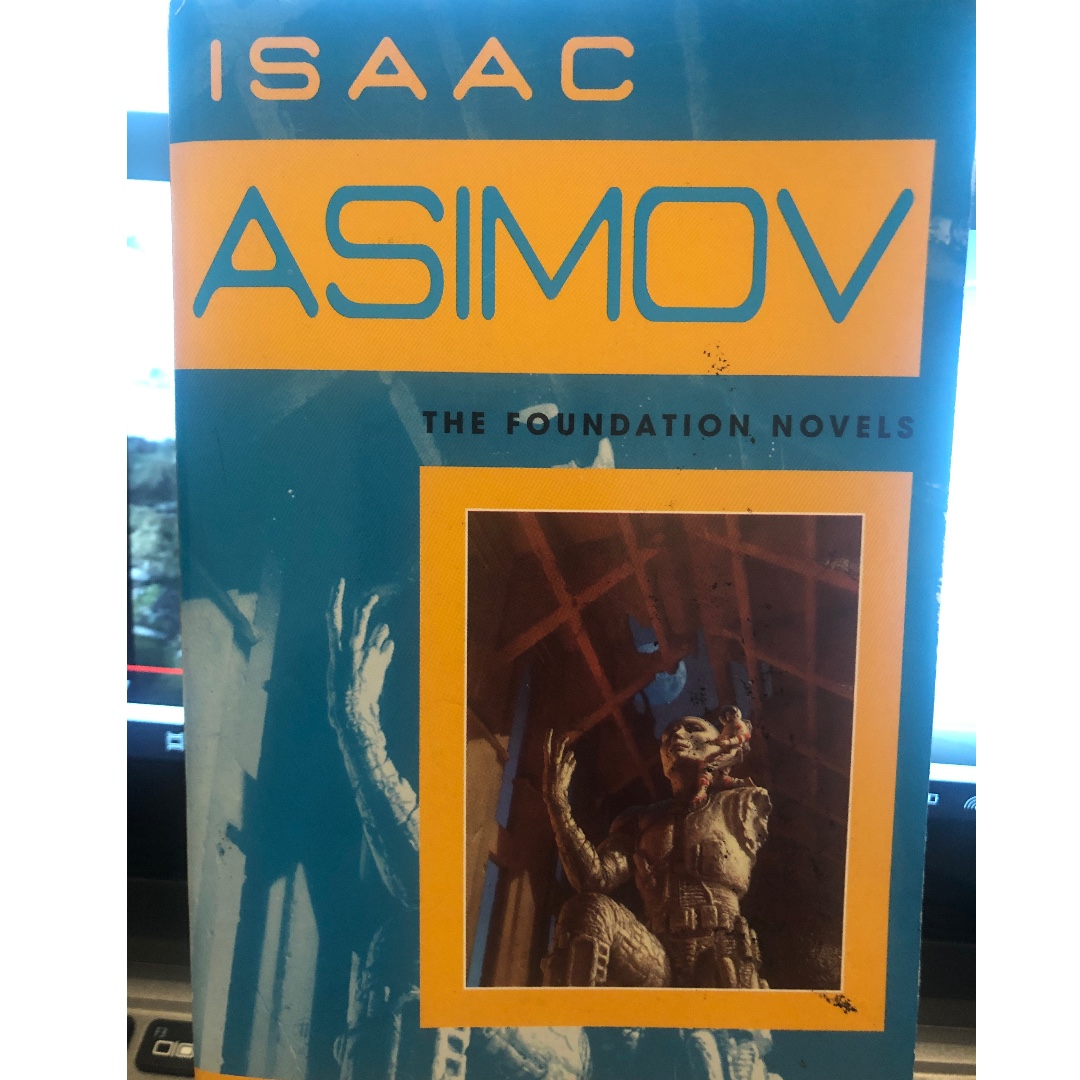 ISAAC
ASIMOV
THE FOUNDATION NOVELS